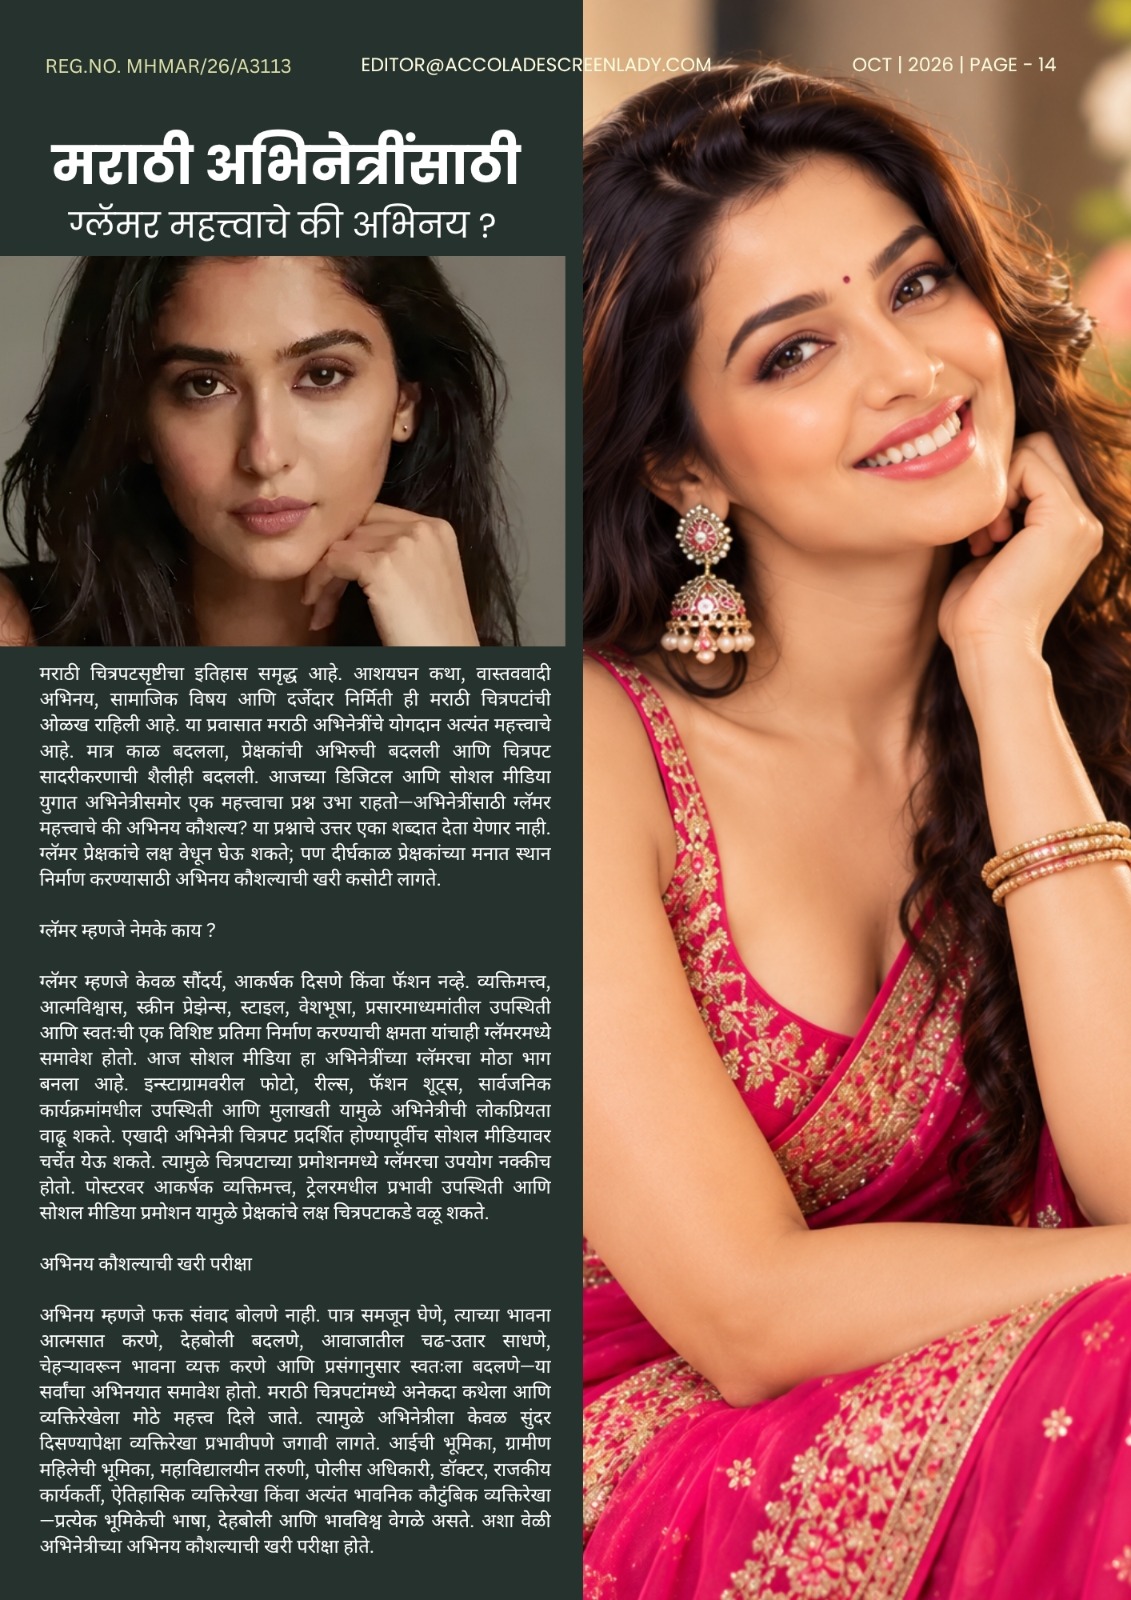 REG.NO. MHMAR/26/A3113
EDITOR@ACCOLADESCREENLADY.COM
OCT | 2026 | PAGE - 14
मराठी अभिनेत्रींसाठी
ग्लॅमर महत्त्वाचे की अभिनय ?
मराठी चित्रपटसृष्टीचा इतिहास समृद्ध आहे. आशयघन कथा, वास्तववादी
अभिनय, सामाजिक विषय आणि दर्जेदार निर्मिती ही मराठी चित्रपटांची
ओळख राहिली आहे. या प्रवासात मराठी अभिनेत्रींचे योगदान अत्यंत महत्त्वाचे
आहे. मात्र काळ बदलला, प्रेक्षकांची अभिरुची बदलली आणि चित्रपट
सादरीकरणाची शैलीही बदलली. आजच्या डिजिटल आणि सोशल मीडिया
युगात अभिनेत्रीसमोर एक महत्त्वाचा प्रश्न उभा राहतो—अभिनेत्रींसाठी ग्लॅमर
महत्त्वाचे की अभिनय कौशल्य? या प्रश्नाचे उत्तर एका शब्दात देता येणार नाही.
ग्लॅमर प्रेक्षकांचे लक्ष वेधून घेऊ शकते; पण दीर्घकाळ प्रेक्षकांच्या मनात स्थान
निर्माण करण्यासाठी अभिनय कौशल्याची खरी कसोटी लागते.
ग्लॅमर म्हणजे नेमके काय ?
ग्लॅमर म्हणजे केवळ सौंदर्य, आकर्षक दिसणे किंवा फॅशन नव्हे. व्यक्तिमत्त्व,
आत्मविश्वास, स्क्रीन प्रेझेन्स, स्टाइल, वेशभूषा, प्रसारमाध्यमांतील उपस्थिती
आणि स्वतःची एक विशिष्ट प्रतिमा निर्माण करण्याची क्षमता यांचाही ग्लॅमरमध्ये
समावेश होतो. आज सोशल मीडिया हा अभिनेत्रींच्या ग्लॅमरचा मोठा भाग
बनला आहे. इन्स्टाग्रामवरील फोटो, रील्स, फॅशन शूट्स, सार्वजनिक
कार्यक्रमांमधील उपस्थिती आणि मुलाखती यामुळे अभिनेत्रीची लोकप्रियता
वाढू शकते. एखादी अभिनेत्री चित्रपट प्रदर्शित होण्यापूर्वीच सोशल मीडियावर
चर्चेत येऊ शकते. त्यामुळे चित्रपटाच्या प्रमोशनमध्ये ग्लॅमरचा उपयोग नक्कीच
होतो. पोस्टरवर आकर्षक व्यक्तिमत्त्व, ट्रेलरमधील प्रभावी उपस्थिती आणि
सोशल मीडिया प्रमोशन यामुळे प्रेक्षकांचे लक्ष चित्रपटाकडे वळू शकते.
अभिनय कौशल्याची खरी परीक्षा
अभिनय म्हणजे फक्त संवाद बोलणे नाही. पात्र समजून घेणे, त्याच्या भावना
आत्मसात करणे, देहबोली बदलणे, आवाजातील चढ-उतार साधणे,
चेहऱ्यावरून भावना व्यक्त करणे आणि प्रसंगानुसार स्वतःला बदलणे—या
सर्वांचा अभिनयात समावेश होतो. मराठी चित्रपटांमध्ये अनेकदा कथेला आणि
व्यक्तिरेखेला मोठे महत्त्व दिले जाते. त्यामुळे अभिनेत्रीला केवळ सुंदर
दिसण्यापेक्षा व्यक्तिरेखा प्रभावीपणे जगावी लागते. आईची भूमिका, ग्रामीण
महिलेची भूमिका, महाविद्यालयीन तरुणी, पोलीस अधिकारी, डॉक्टर, राजकीय
कार्यकर्ती, ऐतिहासिक व्यक्तिरेखा किंवा अत्यंत भावनिक कौटुंबिक व्यक्तिरेखा
—प्रत्येक भूमिकेची भाषा, देहबोली आणि भावविश्व वेगळे असते. अशा वेळी
अभिनेत्रीच्या अभिनय कौशल्याची खरी परीक्षा होते.